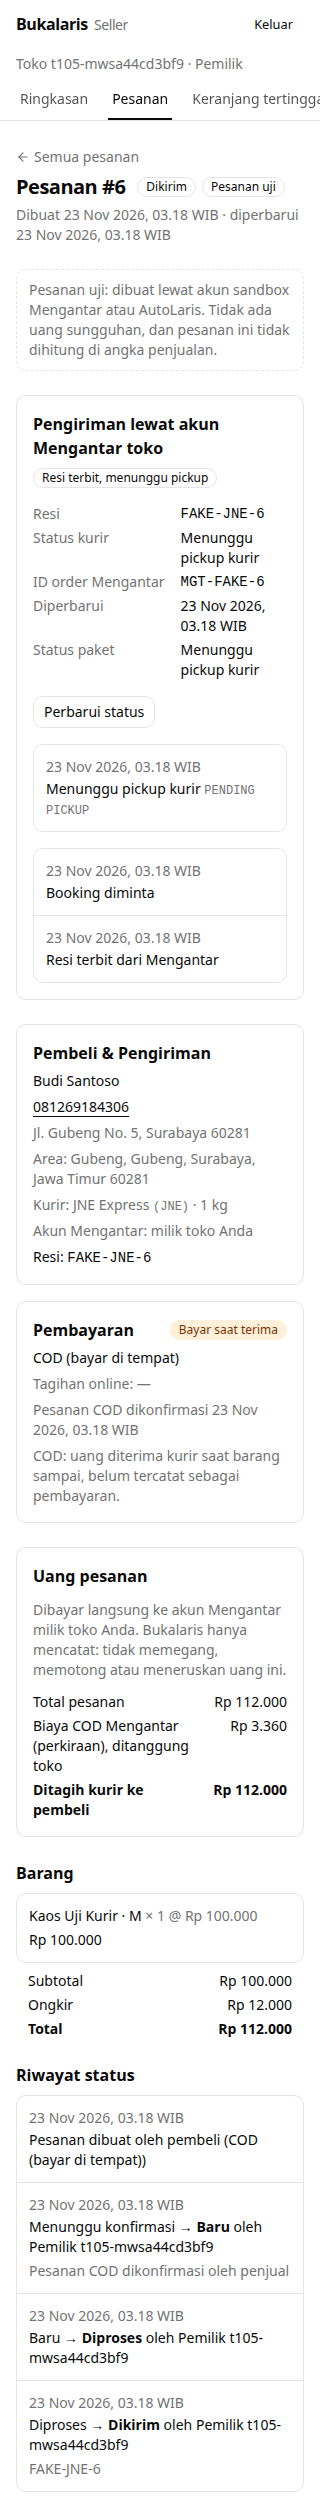 Bukalaris Seller Keluar
Toko t105-mwsa44cd3bf9 · Pemilik
Ringkasan Pesanan Keranjang tertingga
← Semua pesanan
Pesanan #6 Dikirim Pesanan uji
Dibuat 23 Nov 2026, 03.18 WIB · diperbarui
23 Nov 2026, 03.18 WIB
Pesanan uji: dibuat lewat akun sandbox
Mengantar atau AutoLaris. Tidak ada
uang sungguhan, dan pesanan ini tidak
dihitung di angka penjualan.
Pengiriman lewat akun
Mengantar toko
Resi terbit, menunggu pickup
Resi FAKE-JNE-6
Status kurir Menunggu
pickup kurir
ID order Mengantar MGT-FAKE-6
Diperbarui 23 Nov 2026,
03.18 WIB
Status paket Menunggu
pickup kurir
Perbarui status
23 Nov 2026, 03.18 WIB
Menunggu pickup kurir PENDING
PICKUP
23 Nov 2026, 03.18 WIB
Booking diminta
23 Nov 2026, 03.18 WIB
Resi terbit dari Mengantar
Pembeli & Pengiriman
Budi Santoso
081269184306
Jl. Gubeng No. 5, Surabaya 60281
Area: Gubeng, Gubeng, Surabaya,
Jawa Timur 60281
Kurir: JNE Express (JNE) · 1 kg
Akun Mengantar: milik toko Anda
Resi: FAKE-JNE-6
Pembayaran Bayar saat terima
COD (bayar di tempat)
Tagihan online: —
Pesanan COD dikonfirmasi 23 Nov
2026, 03.18 WIB
COD: uang diterima kurir saat barang
sampai, belum tercatat sebagai
pembayaran.
Uang pesanan
Dibayar langsung ke akun Mengantar
milik toko Anda. Bukalaris hanya
mencatat: tidak memegang,
memotong atau meneruskan uang ini.
Total pesanan Rp 112.000
Biaya COD Mengantar Rp 3.360
(perkiraan), ditanggung
toko
Ditagih kurir ke Rp 112.000
pembeli
Barang
Kaos Uji Kurir · M × 1 @ Rp 100.000
Rp 100.000
Subtotal Rp 100.000
Ongkir Rp 12.000
Total Rp 112.000
Riwayat status
23 Nov 2026, 03.18 WIB
Pesanan dibuat oleh pembeli (COD
(bayar di tempat))
23 Nov 2026, 03.18 WIB
Menunggu konfirmasi → Baru oleh
Pemilik t105-mwsa44cd3bf9
Pesanan COD dikonfirmasi oleh penjual
23 Nov 2026, 03.18 WIB
Baru → Diproses oleh Pemilik t105-
mwsa44cd3bf9
23 Nov 2026, 03.18 WIB
Diproses → Dikirim oleh Pemilik t105-
mwsa44cd3bf9
FAKE-JNE-6